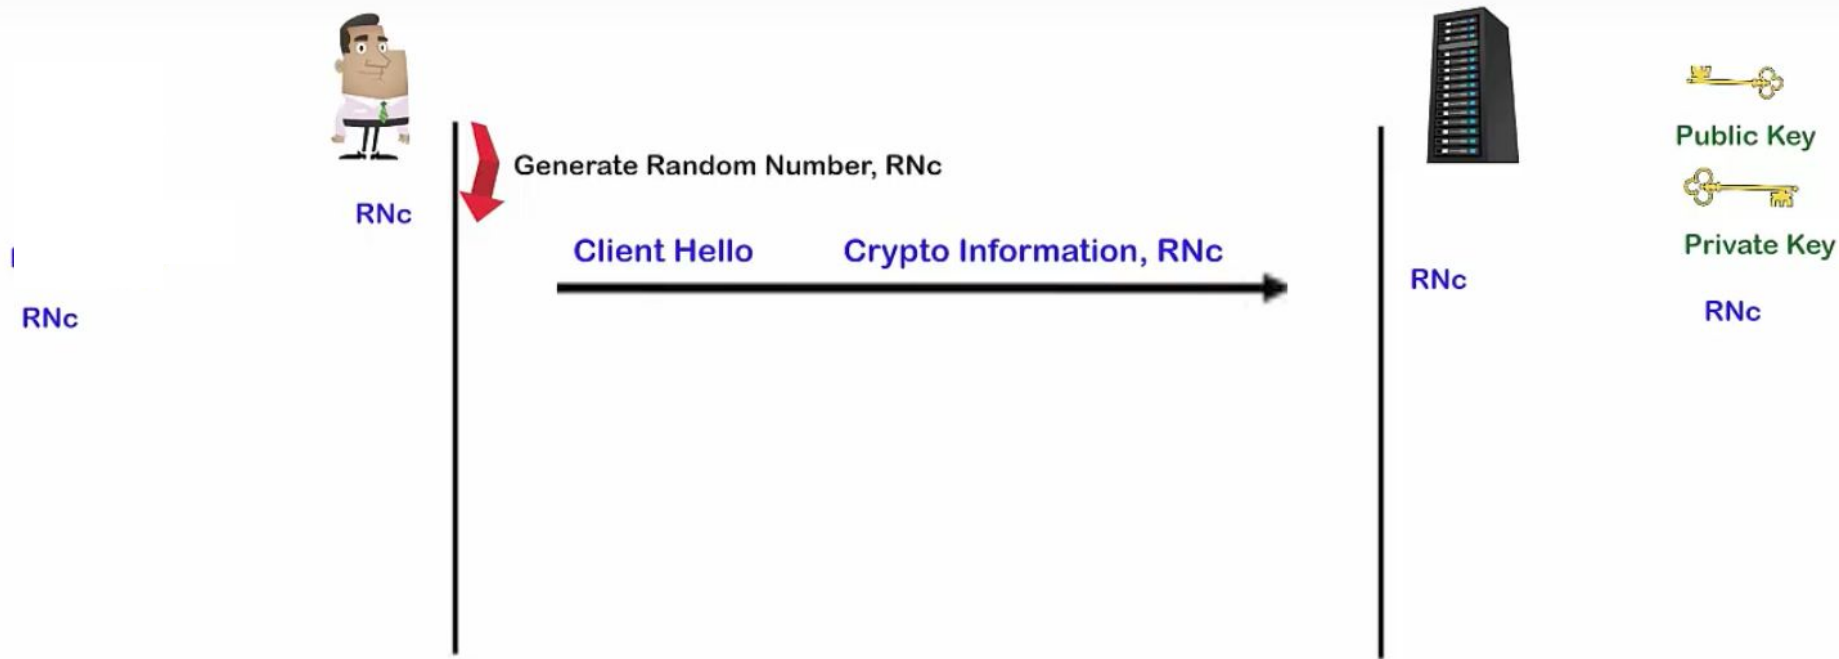 Generate Random Number, RNc
Public Key
RNc
Client Hello
Crypto Information, RNc
Private Key
RNc
RNc
RNc